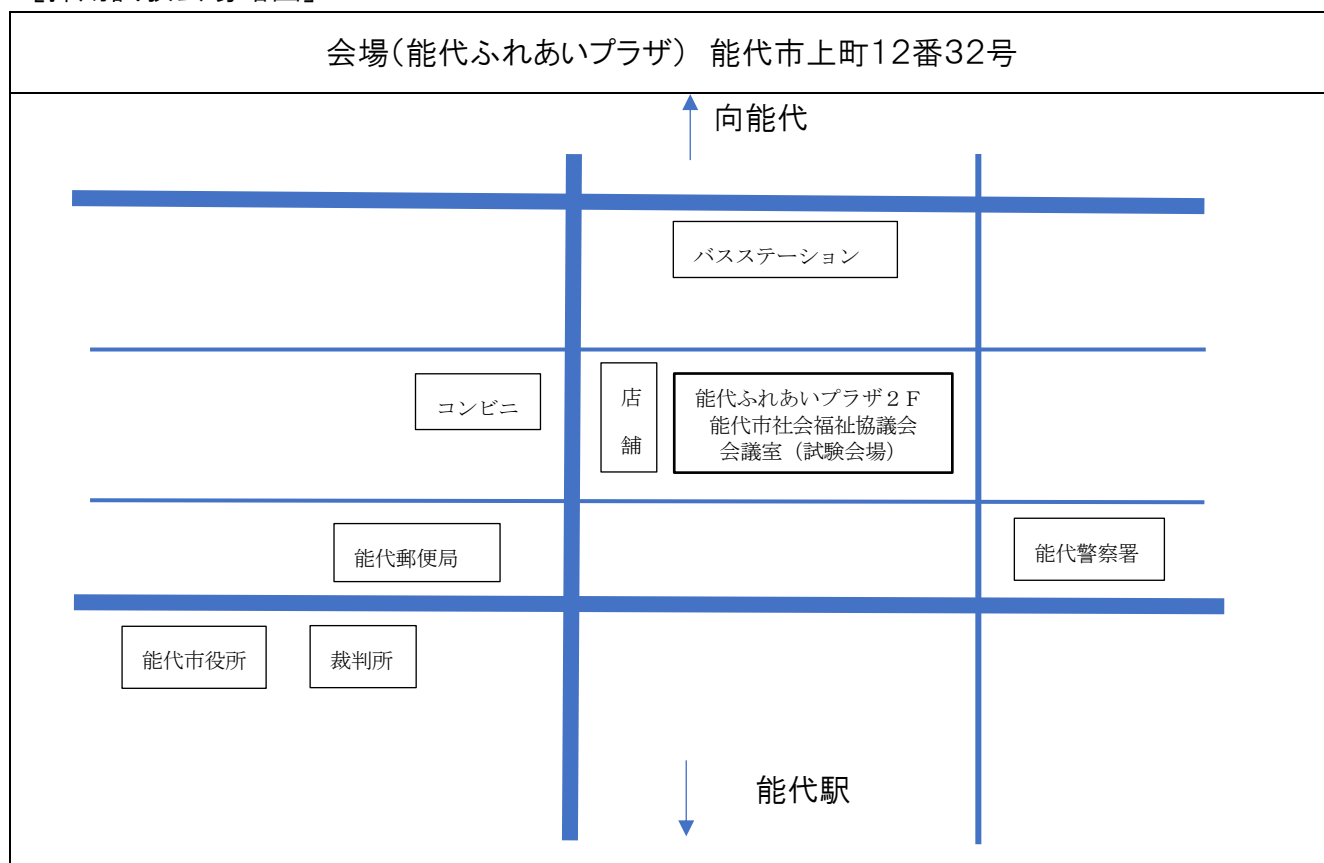 会場(能代ふれあいプラザ) 能代市上町12番32号
向能代
バスステーション
コンビニ
店
舗
能代ふれあいプラザ2F
能代市社会福祉協議会
会議室(試験会場)
能代郵便局
能代警察署
能代市役所
裁判所
能代駅